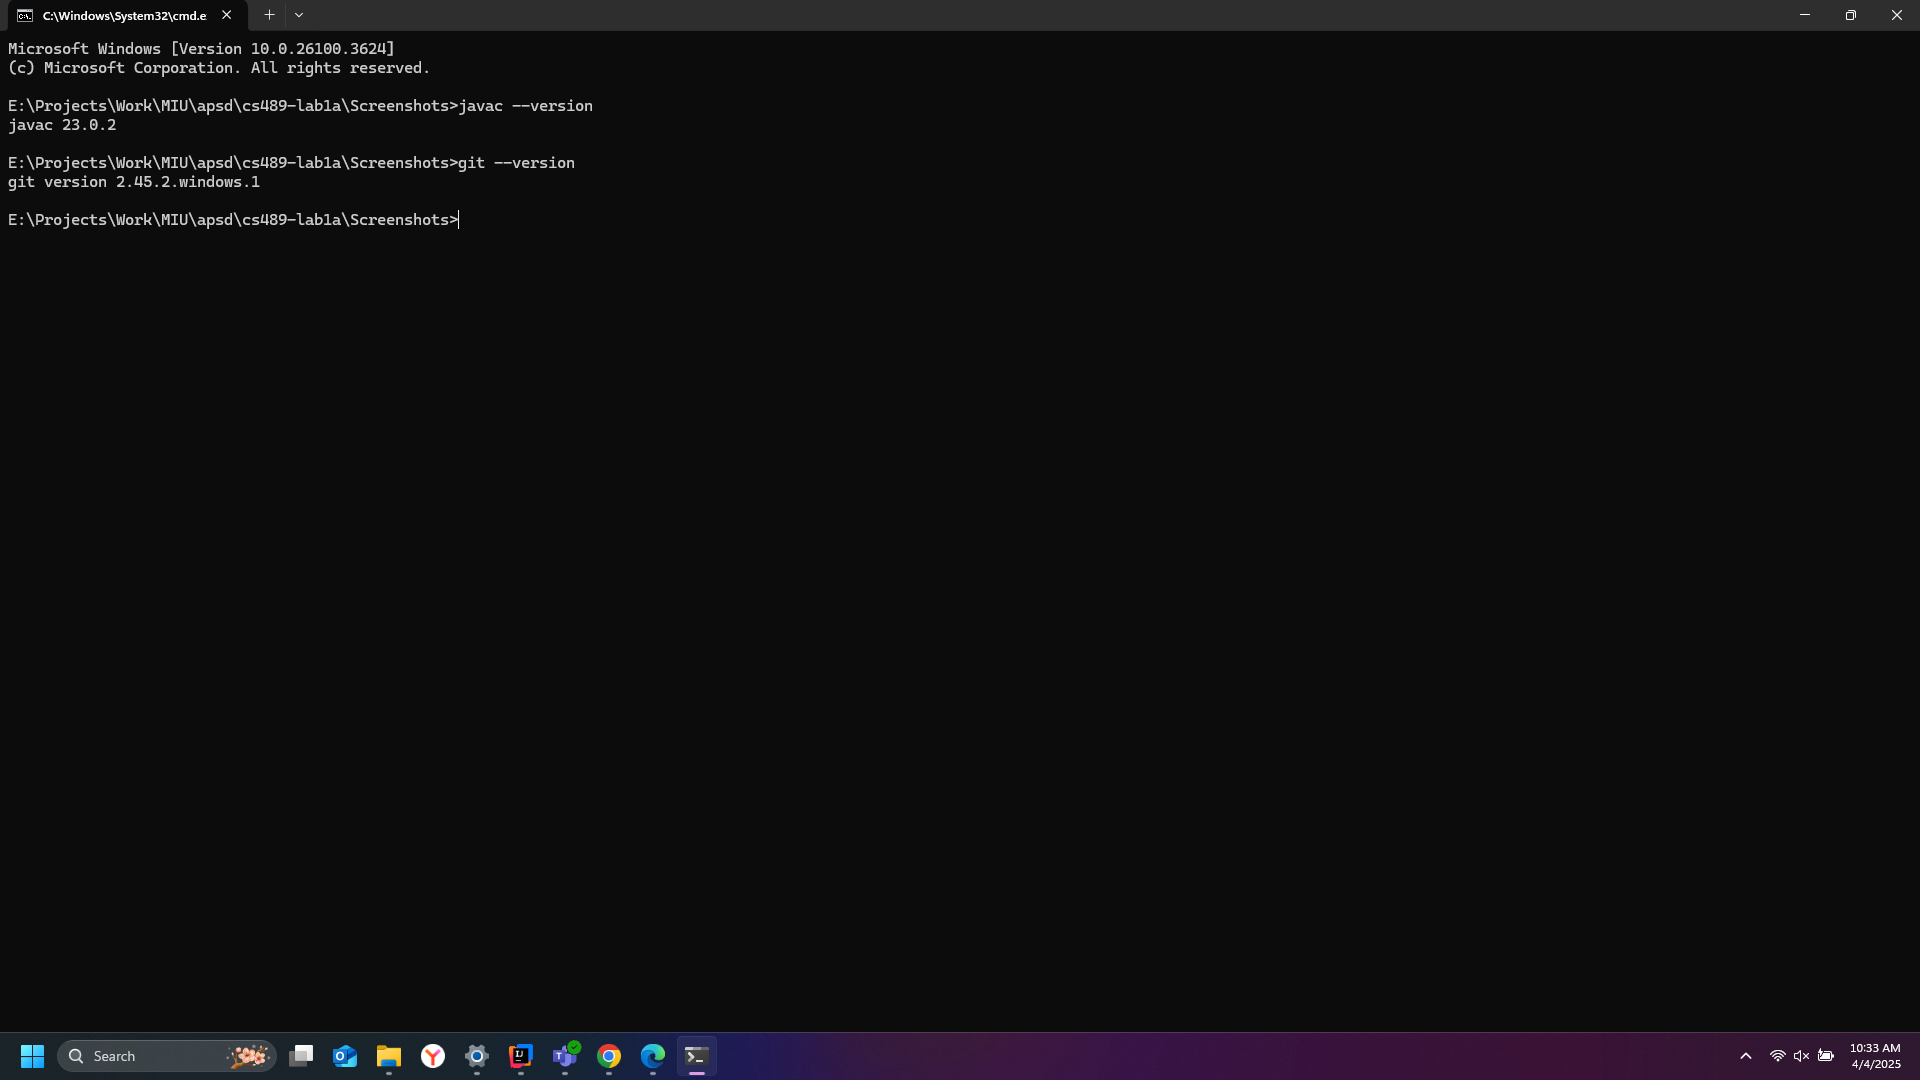 C:\Windows\System32\cmd.e
Microsoft Windows [Version 10.0.26100.3624]
(c) Microsoft Corporation. All rights reserved.
E:\Projects\Work\MIU\apsd\cs489-lab1a\Screenshots>javac --version
javac 23.0.2
E:\Projects\Work\MIU\apsd\cs489-lab1a\Screenshots>git --version
git version 2.45.2.windows.1
E:\Projects\Work\MIU\apsd\cs489-lab1a\Screenshots>
Search
10:33 AM
4/4/2025